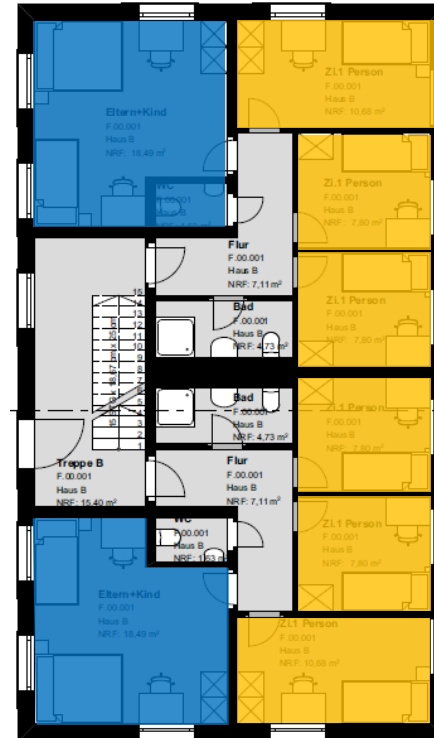 Eltern+Kind
F.00.001
Haus B
NRF: 18,49 m²
Zi.1 Person
F.00.001
Haus B
NRF: 10,68 m²
WC
F.00.001
Haus B
Zi.1 Person
F.00.001
Haus B
NRF: 7,80 m²
Flur
F.00.001
Haus B
NRF: 7,11 m²
Zi.1 Person
F.00.001
Haus B
NRF: 7,80 m²
Bad
F.00.001
Haus B
NRF: 4,73 m²
15
14
13
12
11
10
9
8
7
6
5
4
3
2
1
Bad
F.00.001
Haus B
NRF: 4,73 m²
Zi.1 Person
F.00.001
Haus B
NRF: 7,80 m²
Treppe B
F.00.001
Haus B
NRF: 15,40 m²
Flur
F.00.001
Haus B
NRF: 7,11 m²
WC
F.00.001
Haus B
NRF: 1,63 m²
Zi.1 Person
F.00.001
Haus B
NRF: 7,80 m²
Eltern+Kind
F.00.001
Haus B
NRF: 18,49 m²
Zi.1 Person
F.00.001
Haus B
NRF: 10,68 m²